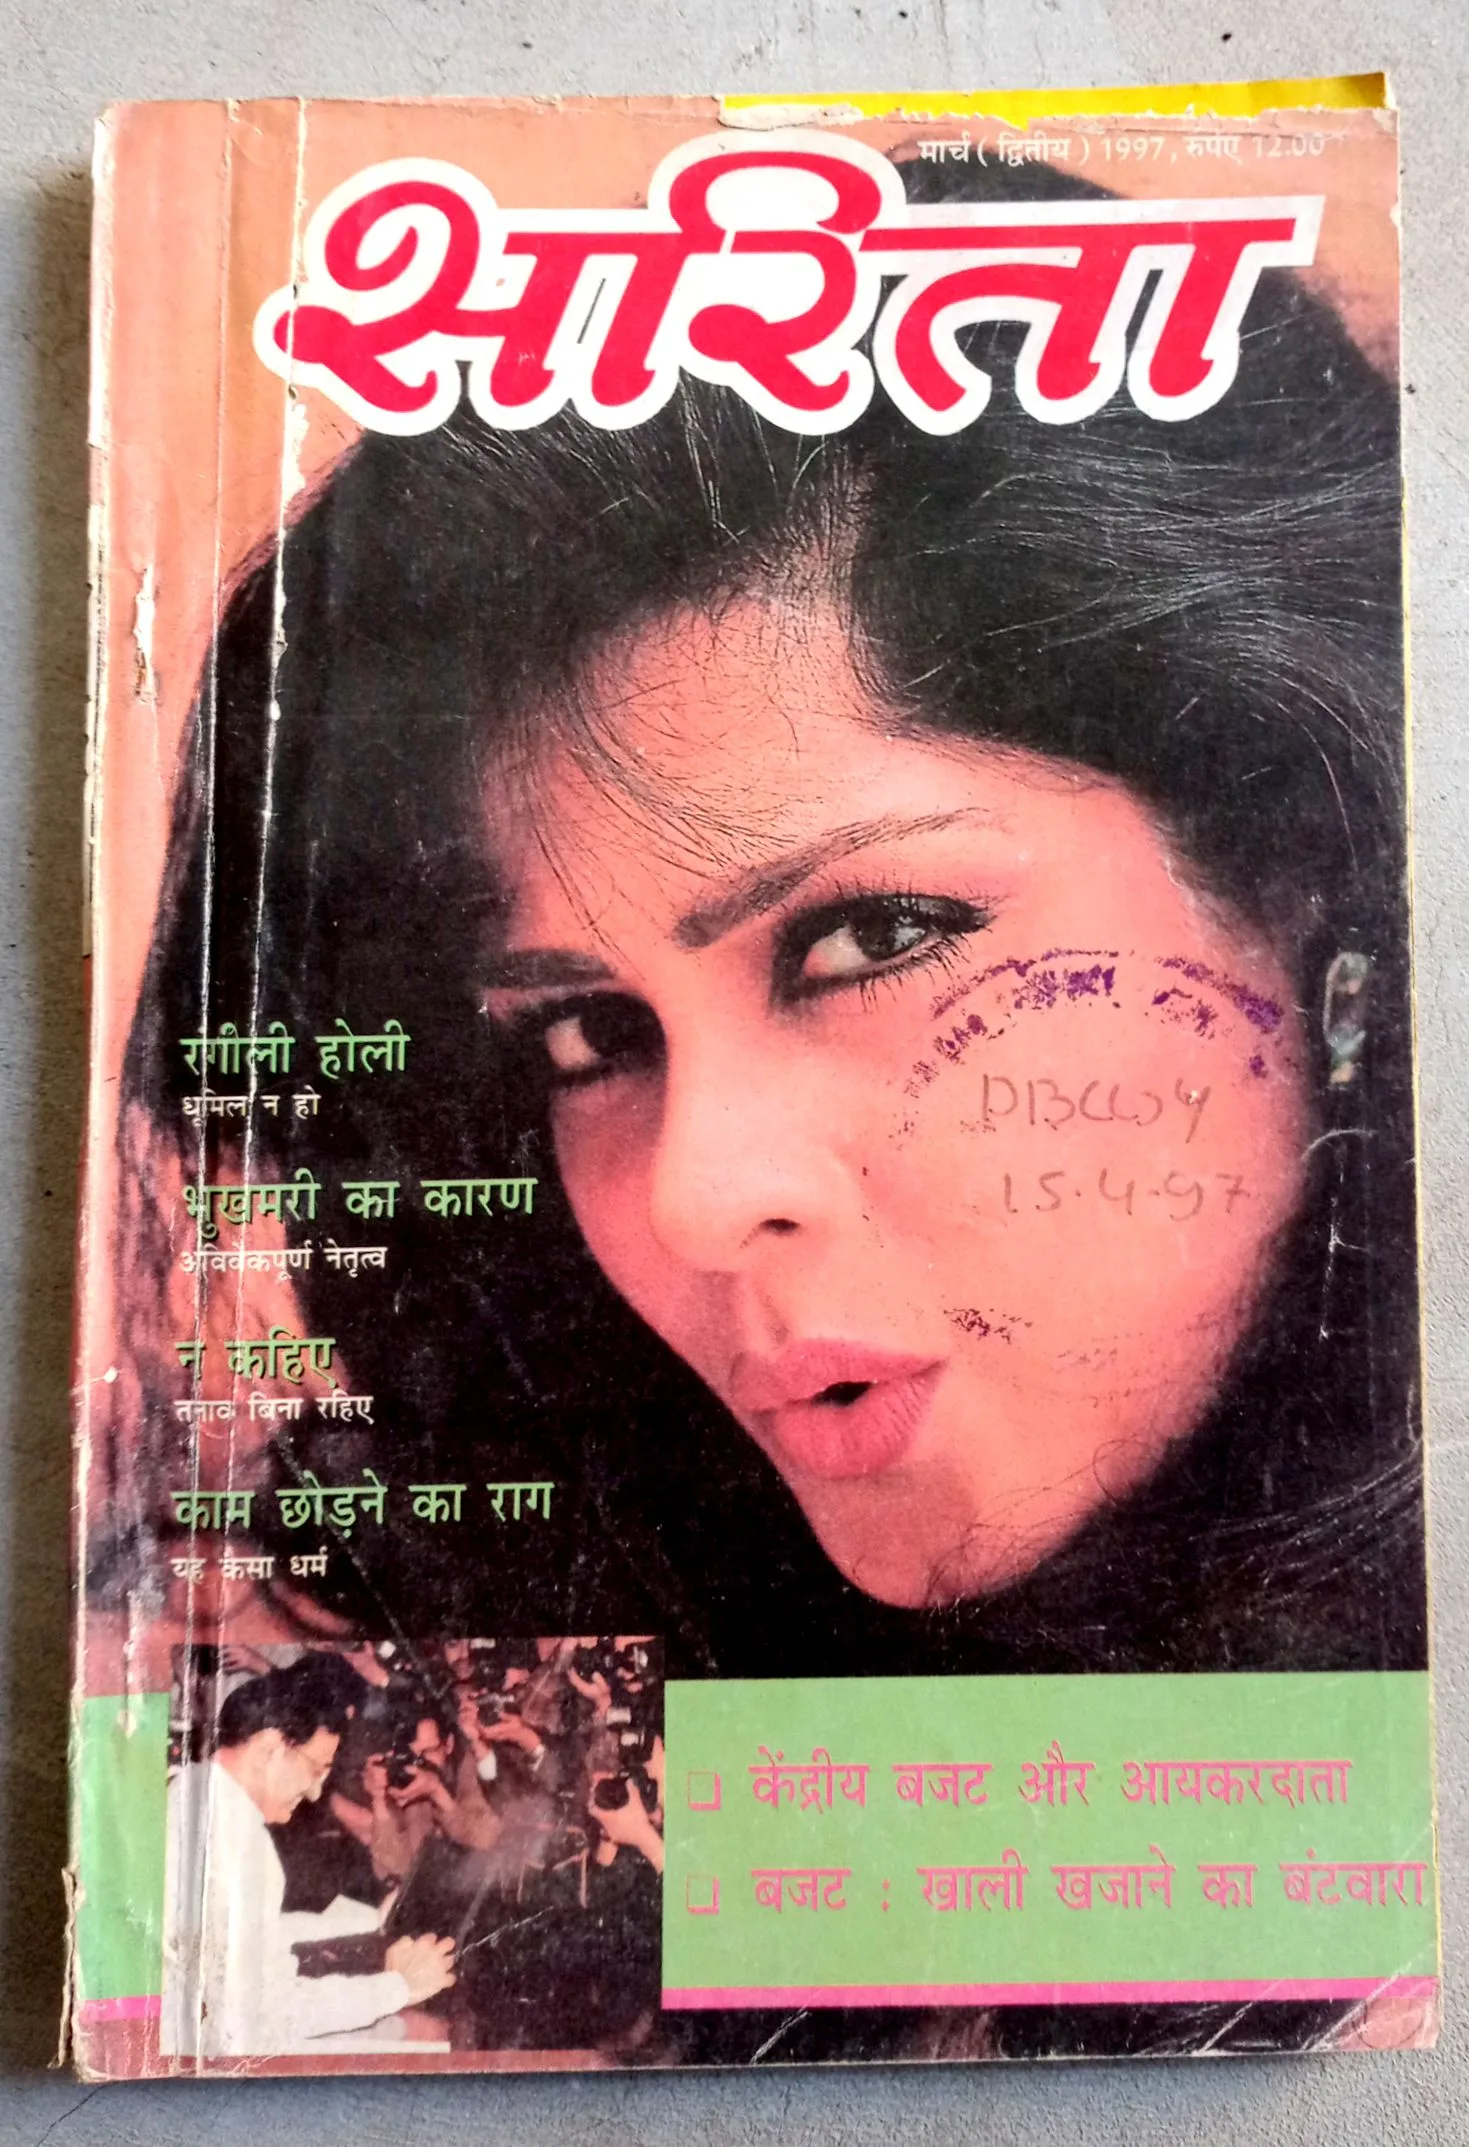 मार्च ( द्वितीय ) 1997, रुपए 12.00
सरिता
रंगीली होली
धूमिल न हो
भुखमरी का कारण
अविवेकपूर्ण नेतृत्व
न कहिए
तनाव बिना रहिए
काम छोड़ने का राग
यह कैसा धर्म
15.4.97
केंद्रीय बजट और आयकरदाता
बजट : खाली खजाने का बंटवारा